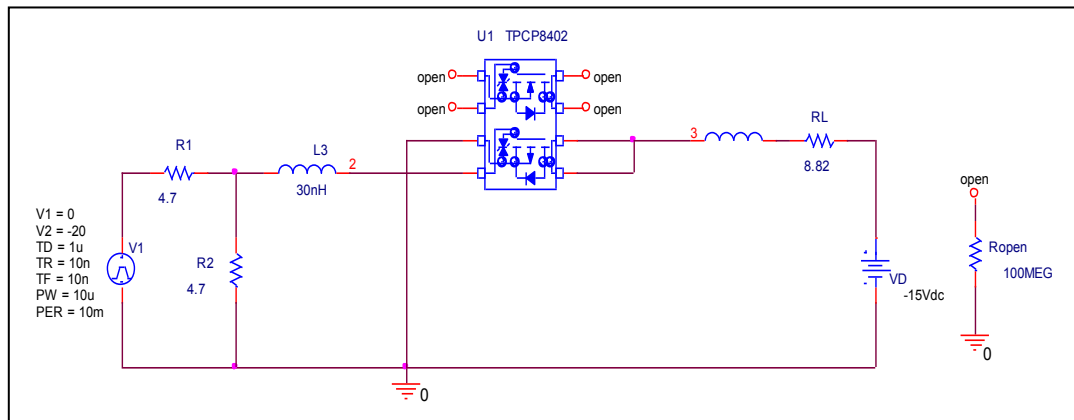 U1 TPCP8402
open
open
open
open
R1
4.7
L3
30nH
2
3
RL
8.82
open
V1 = 0
V2 = -20
TD = 1u
TR = 10n
TF = 10n
PW = 10u
PER = 10m
V1
R2
4.7
VD
-15Vdc
Ropen
100MEG
0
0